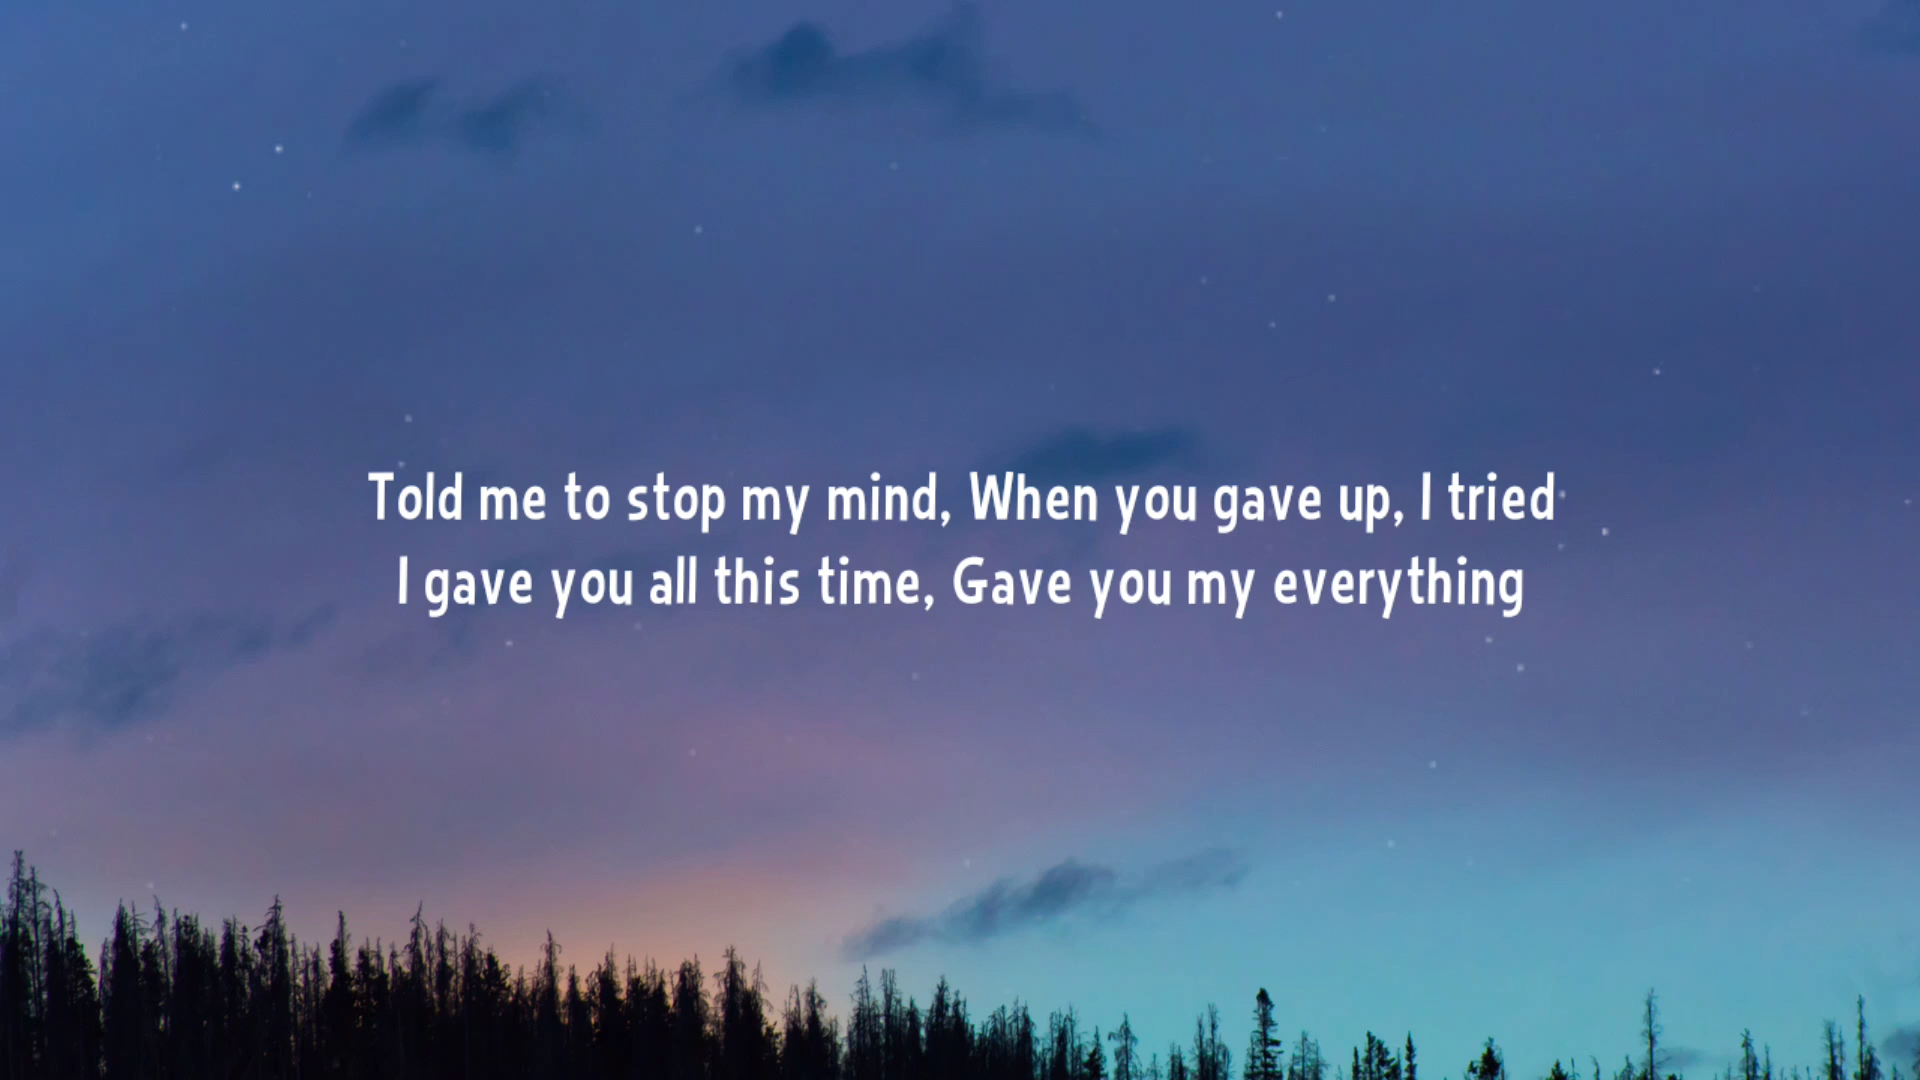 Told me to stop my mind, When you gave up, I tried
I gave you all this time, Gave you my everything